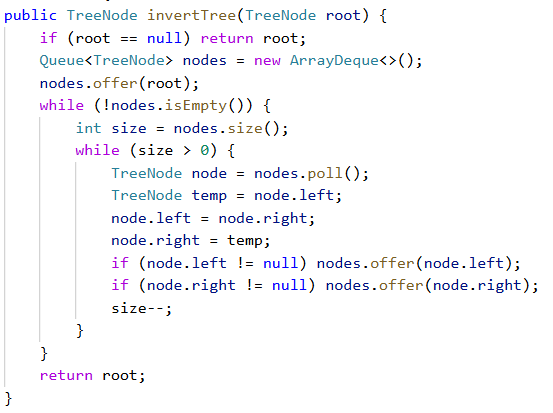 public TreeNode invertTree(TreeNode root) {
    if (root == null) return root;
    Queue<TreeNode> nodes = new ArrayDeque<>();
    nodes.offer(root);
    while (!nodes.isEmpty()) {
        int size = nodes.size();
        while (size > 0) {
            TreeNode node = nodes.poll();
            TreeNode temp = node.left;
            node.left = node.right;
            node.right = temp;
            if (node.left != null) nodes.offer(node.left);
            if (node.right != null) nodes.offer(node.right);
            size--;
        }
    }
    return root;
}